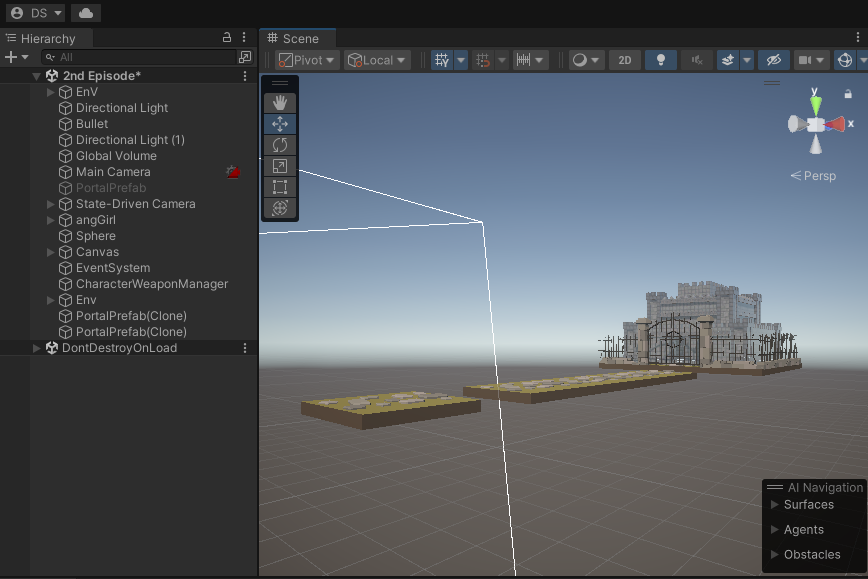 DS
Hierarchy
All
2nd Episode*
EnV
Directional Light
Bullet
Directional Light (1)
Global Volume
Main Camera
PortalPrefab
State-Driven Camera
angGirl
Sphere
Canvas
EventSystem
CharacterWeaponManager
Env
PortalPrefab(Clone)
PortalPrefab(Clone)
DontDestroyOnLoad
Scene
Pivot Local 2D
y
x
Persp
AI Navigation
Surfaces
Agents
Obstacles